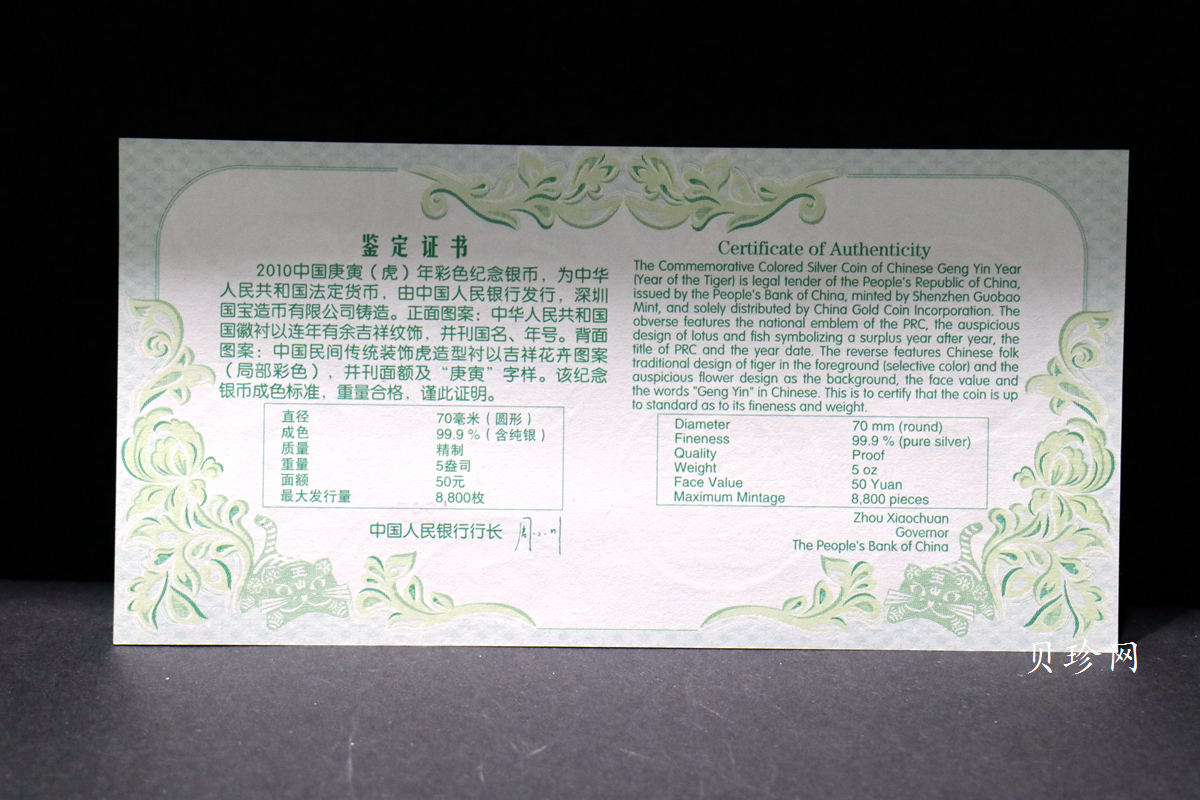 鉴定证书
2010中国庚寅（虎）年彩色纪念银币，为中华
人民共和国法定货币，由中国人民银行发行，深圳
国宝造币有限公司铸造。正面图案：中华人民共和国
国徽衬以连年有余吉祥纹饰，并刊国名、年号。背面
图案：中国民间传统装饰虎造型衬以吉祥花卉图案
（局部彩色），并刊面额及“庚寅”字样。该纪念
银币成色标准，重量合格，谨此证明。
直径 70毫米（圆形）
成色 99.9％（含纯银）
质量 精制
重量 5盎司
面额 50元
最大发行量 8,800枚
中国人民银行行长
Certificate of Authenticity
The Commemorative Colored Silver Coin of Chinese Geng Yin Year
(Year of the Tiger) is legal tender of the People's Republic of China,
issued by the People's Bank of China, minted by Shenzhen Guobao
Mint, and solely distributed by China Gold Coin Incorporation. The
obverse features the national emblem of the PRC, the auspicious
design of lotus and fish symbolizing a surplus year after year, the
title of PRC and the year date. The reverse features Chinese folk
traditional design of tiger in the foreground (selective color) and the
auspicious flower design as the background, the face value and
the words "Geng Yin" in Chinese. This is to certify that the coin is up
to standard as to its fineness and weight.
Diameter 70 mm (round)
Fineness 99.9 % (pure silver)
Quality Proof
Weight 5 oz
Face Value 50 Yuan
Maximum Mintage 8,800 pieces
Zhou Xiaochuan
Governor
The People's Bank of China
王
王
贝珍网